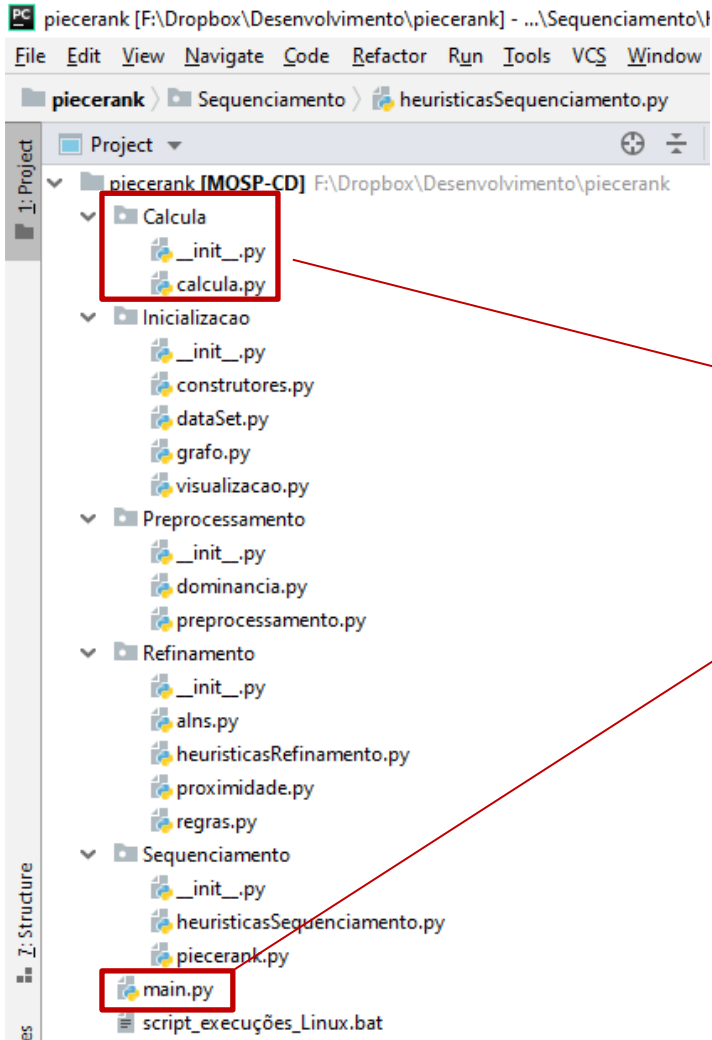 PC piecerank [F:\Dropbox\Desenvolvimento\piecerank] - ...\Sequenciamento\
File Edit View Navigate Code Refactor Run Tools VCS Window
piecerank Sequenciamento heuristicasSequenciamento.py
1: Project
Project
piecerank [MOSP-CD] F:\Dropbox\Desenvolvimento\piecerank
Calcula
__init__.py
calcula.py
Inicializacao
__init__.py
construtores.py
dataSet.py
grafo.py
visualizacao.py
Preprocessamento
__init__.py
dominancia.py
preprocessamento.py
Refinamento
__init__.py
alns.py
heuristicasRefinamento.py
proximidade.py
regras.py
Sequenciamento
__init__.py
heuristicasSequenciamento.py
piecerank.py
main.py
script_execuções_Linux.bat
7: Structure
es